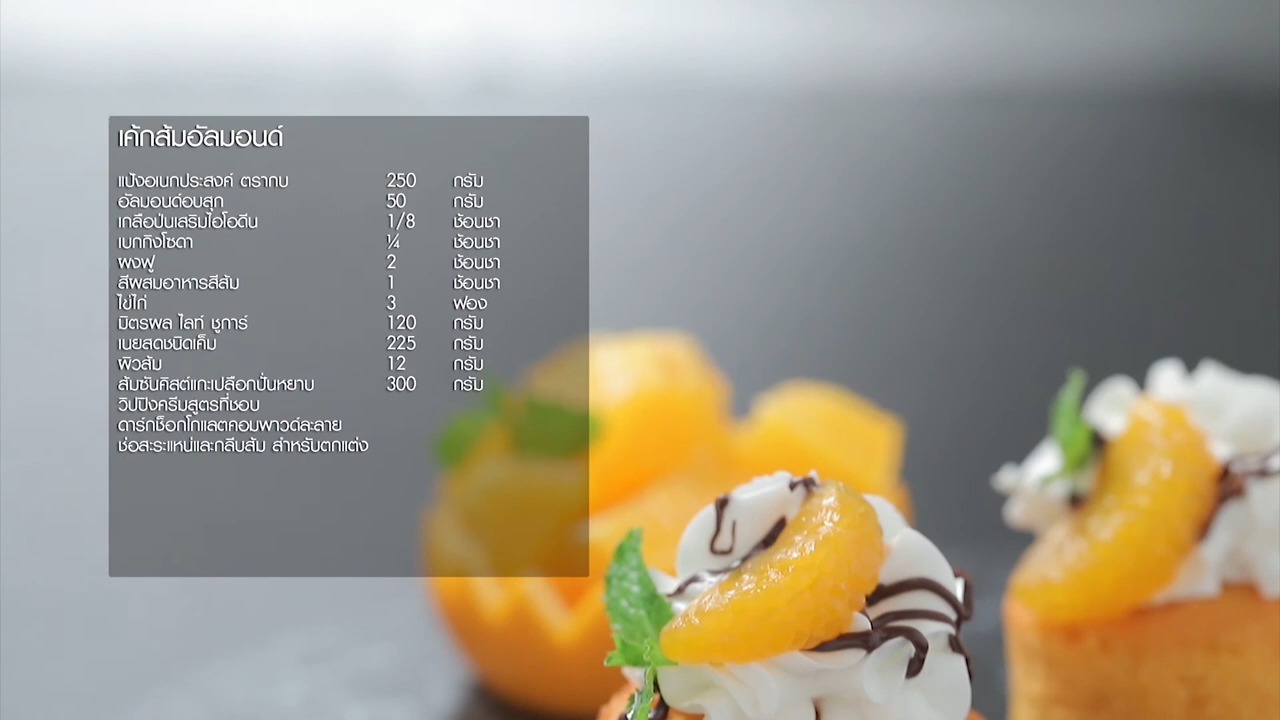 เค้กส้มอัลมอนด์
แป้งอเนกประสงค์ ตรากบ 250 กรัม
อัลมอนด์อบสุก 50 กรัม
เกลือป่นเสริมไอโอดีน 1/8 ช้อนชา
เบกกิงโซดา ¼ ช้อนชา
ผงฟู 2 ช้อนชา
สีผสมอาหารสีส้ม 1 ช้อนชา
ไข่ไก่ 3 ฟอง
มิตรผล ไลท์ ชูการ์ 120 กรัม
เนยสดชนิดเค็ม 225 กรัม
ผิวส้ม 12 กรัม
ส้มซันคิสต์แกะเปลือกปั่นหยาบ 300 กรัม
วิปปิงครีมสูตรที่ชอบ
ดาร์กช็อกโกแลตคอมพาวด์ละลาย
ช่อสะระแหน่และกลีบส้ม สำหรับตกแต่ง